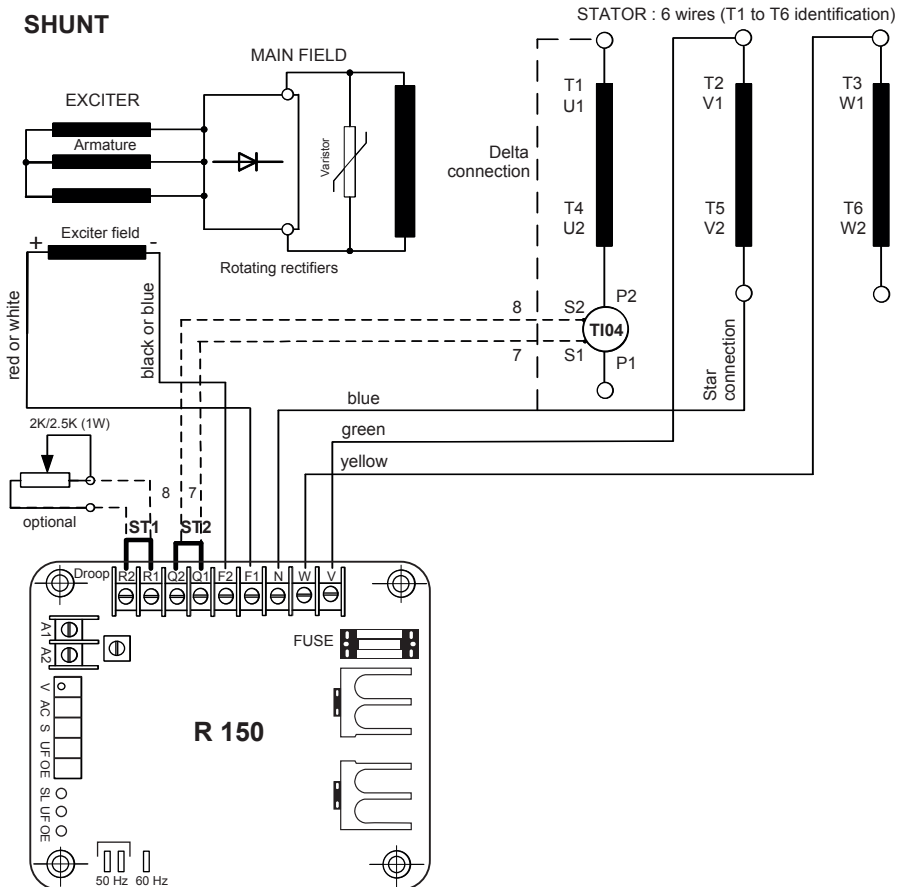 SHUNT
STATOR : 6 wires (T1 to T6 identification)
MAIN FIELD
EXCITER
Armature
Varistor
Rotating rectifiers
Exciter field
+ -
red or white
black or blue
T1
U1
T2
V1
T3
W1
Delta
connection
T4
U2
T5
V2
T6
W2
8 S2 P2
TI04
7 S1 P1
Star
connection
blue
green
yellow
2K/2.5K (1W)
optional
8 7
ST1 ST2
Droop R2 R1 Q2 Q1 F2 F1 N W V
A1
A2
FUSE
V
AC
S
UF
OE
SL
UF
OE
R 150
50 Hz 60 Hz